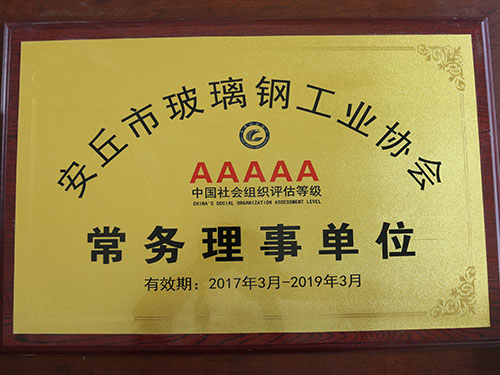 安丘市玻璃钢工业协会
AAAAA
中国社会组织评估等级
CHINA'S SOCIAL ORGANIZATION ASSESSMENT LEVEL
常务理事单位
有效期：2017年3月-2019年3月